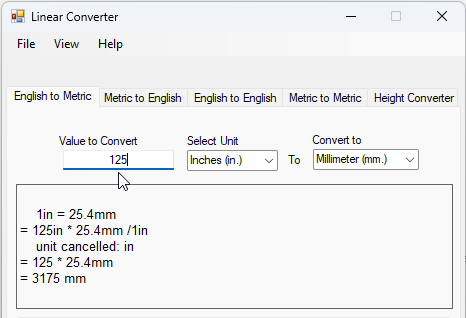 Linear Converter
File View Help
English to Metric Metric to English English to English Metric to Metric Height Converter
Value to Convert Select Unit Convert to
125 Inches (in.) To Millimeter (mm.)
1in = 25.4mm
= 125in * 25.4mm /1in
unit cancelled: in
= 125 * 25.4mm
= 3175 mm